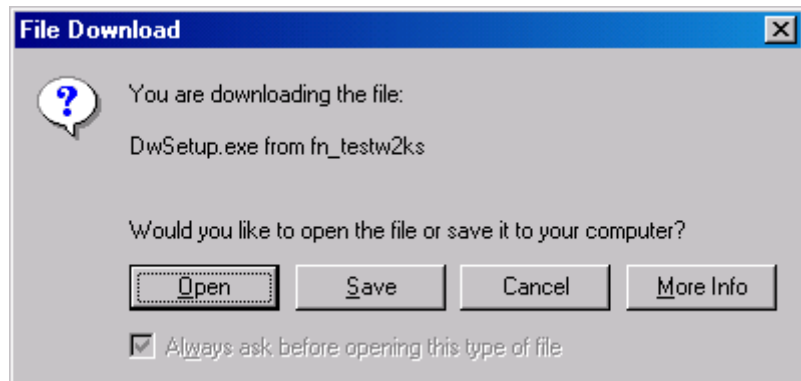 File Download
You are downloading the file:
DwSetup.exe from fn_testw2ks
Would you like to open the file or save it to your computer?
Open Save Cancel More Info
Always ask before opening this type of file